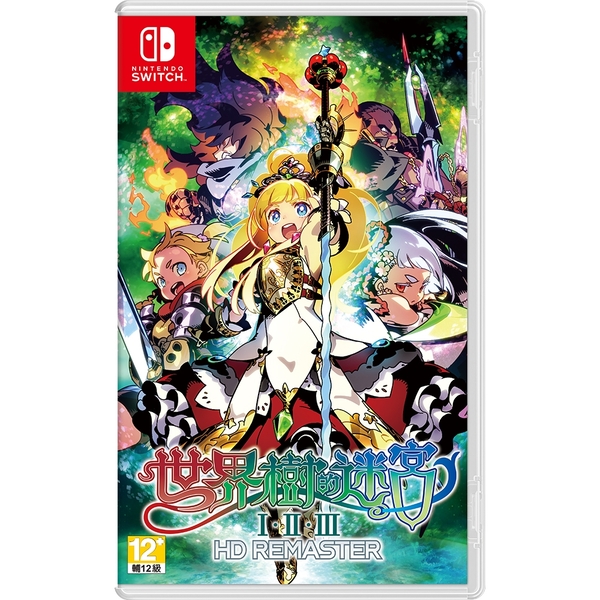 NINTENDO
SWITCH
世界樹的迷宮
I・II・III
HD REMASTER
12+
輔12級